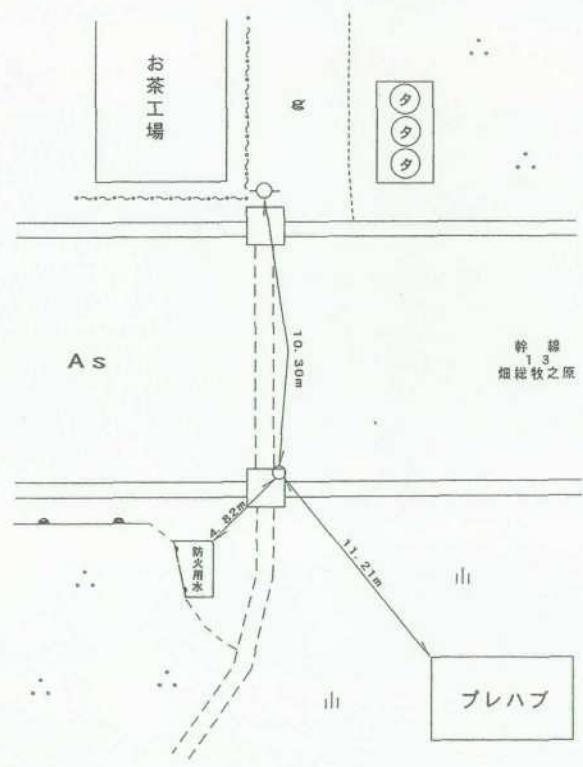 お茶工場
g
タ
タ
タ
10.30m
As
幹線
13
畑総牧之原
4.82m
防火用水
11.21m
プレハブ